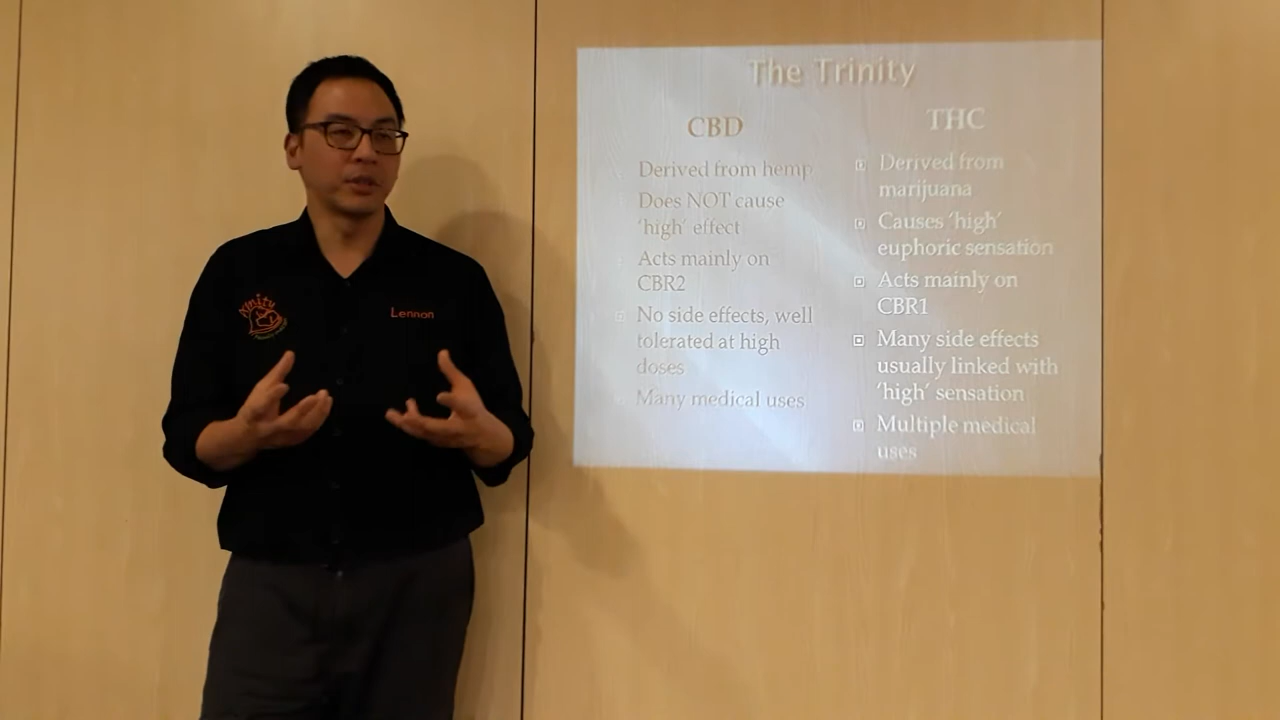 Lennon
The Trinity
CBD
Derived from hemp
Does NOT cause
'high' effect
Acts mainly on
CBR2
No side effects, well
tolerated at high
doses
Many medical uses
THC
Derived from
marijuana
Causes 'high'
euphoric sensation
Acts mainly on
CBR1
Many side effects
usually linked with
'high' sensation
Multiple medical
uses